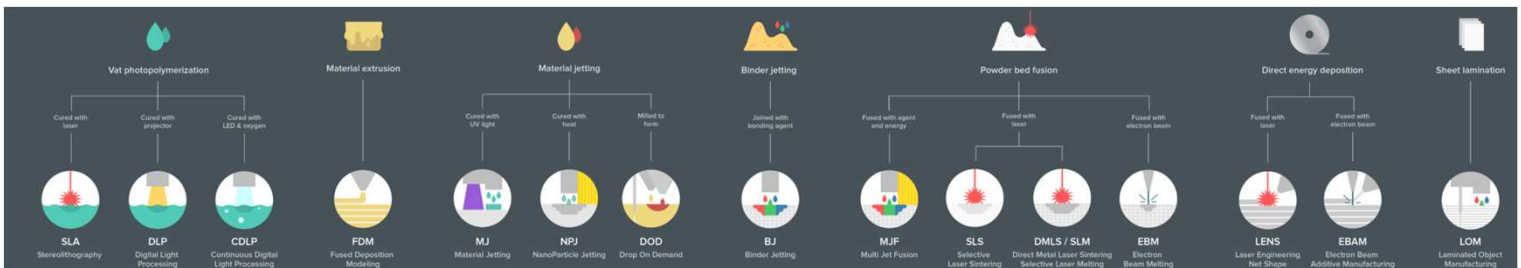 Vat photopolymerization
Material extrusion
Material jetting
Binder jetting
Powder bed fusion
Direct energy deposition
Sheet lamination
Cured with
laser
Cured with
projector
Cured with
LED & oxygen
Cured with
UV light
Cured with
heat
Milled to
form
Joined with
bonding agent
Fused with agent
and energy
Fused with
laser
Fused with
electron beam
Fused with
laser
Fused with
electron beam
SLA
Stereolithography
DLP
Digital Light
Processing
CDLP
Continuous Digital
Light Processing
FDM
Fused Deposition
Modeling
MJ
Material Jetting
NPJ
NanoParticle Jetting
DOD
Drop On Demand
BJ
Binder Jetting
MJF
Multi Jet Fusion
SLS
Selective
Laser Sintering
DMLS / SLM
Direct Metal Laser Sintering
Selective Laser Melting
EBM
Electron
Beam Melting
LENS
Laser Engineering
Net Shape
EBAM
Electron Beam
Additive Manufacturing
LOM
Laminated Object
Manufacturing